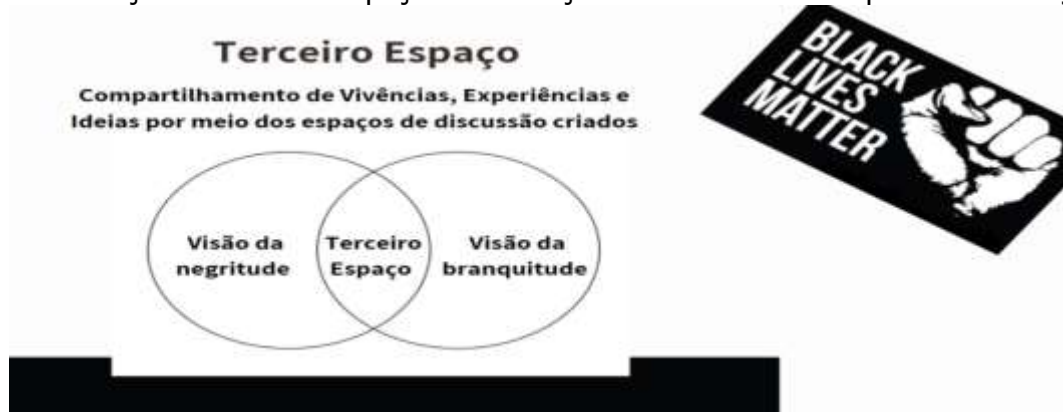 Terceiro Espaço
Compartilhamento de Vivências, Experiências e
Ideias por meio dos espaços de discussão criados
Visão da
negritude
Terceiro
Espaço
Visão da
branquitude
BLACK
LIVES
MATTER